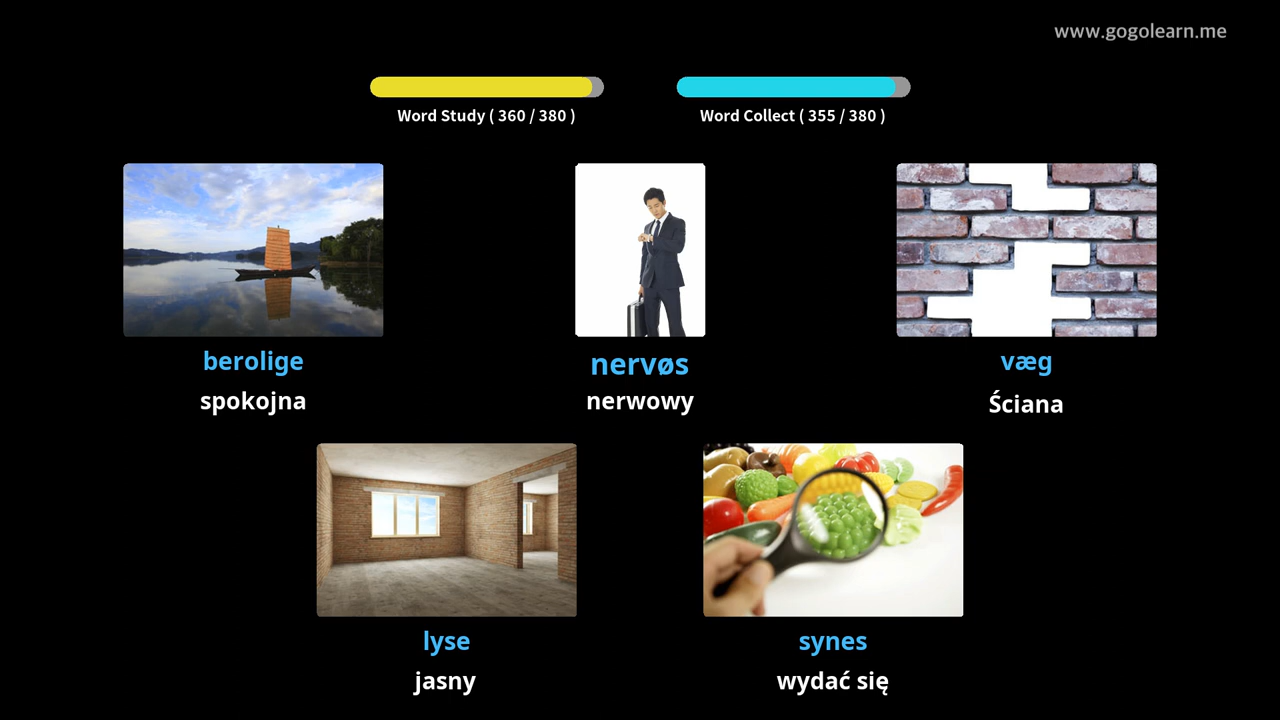 www.gogolearn.me
Word Study ( 360 / 380 )
Word Collect ( 355 / 380 )
berolige
nervøs
væg
spokojna
nerwowy
Ściana
lyse
synes
jasny
wydać się